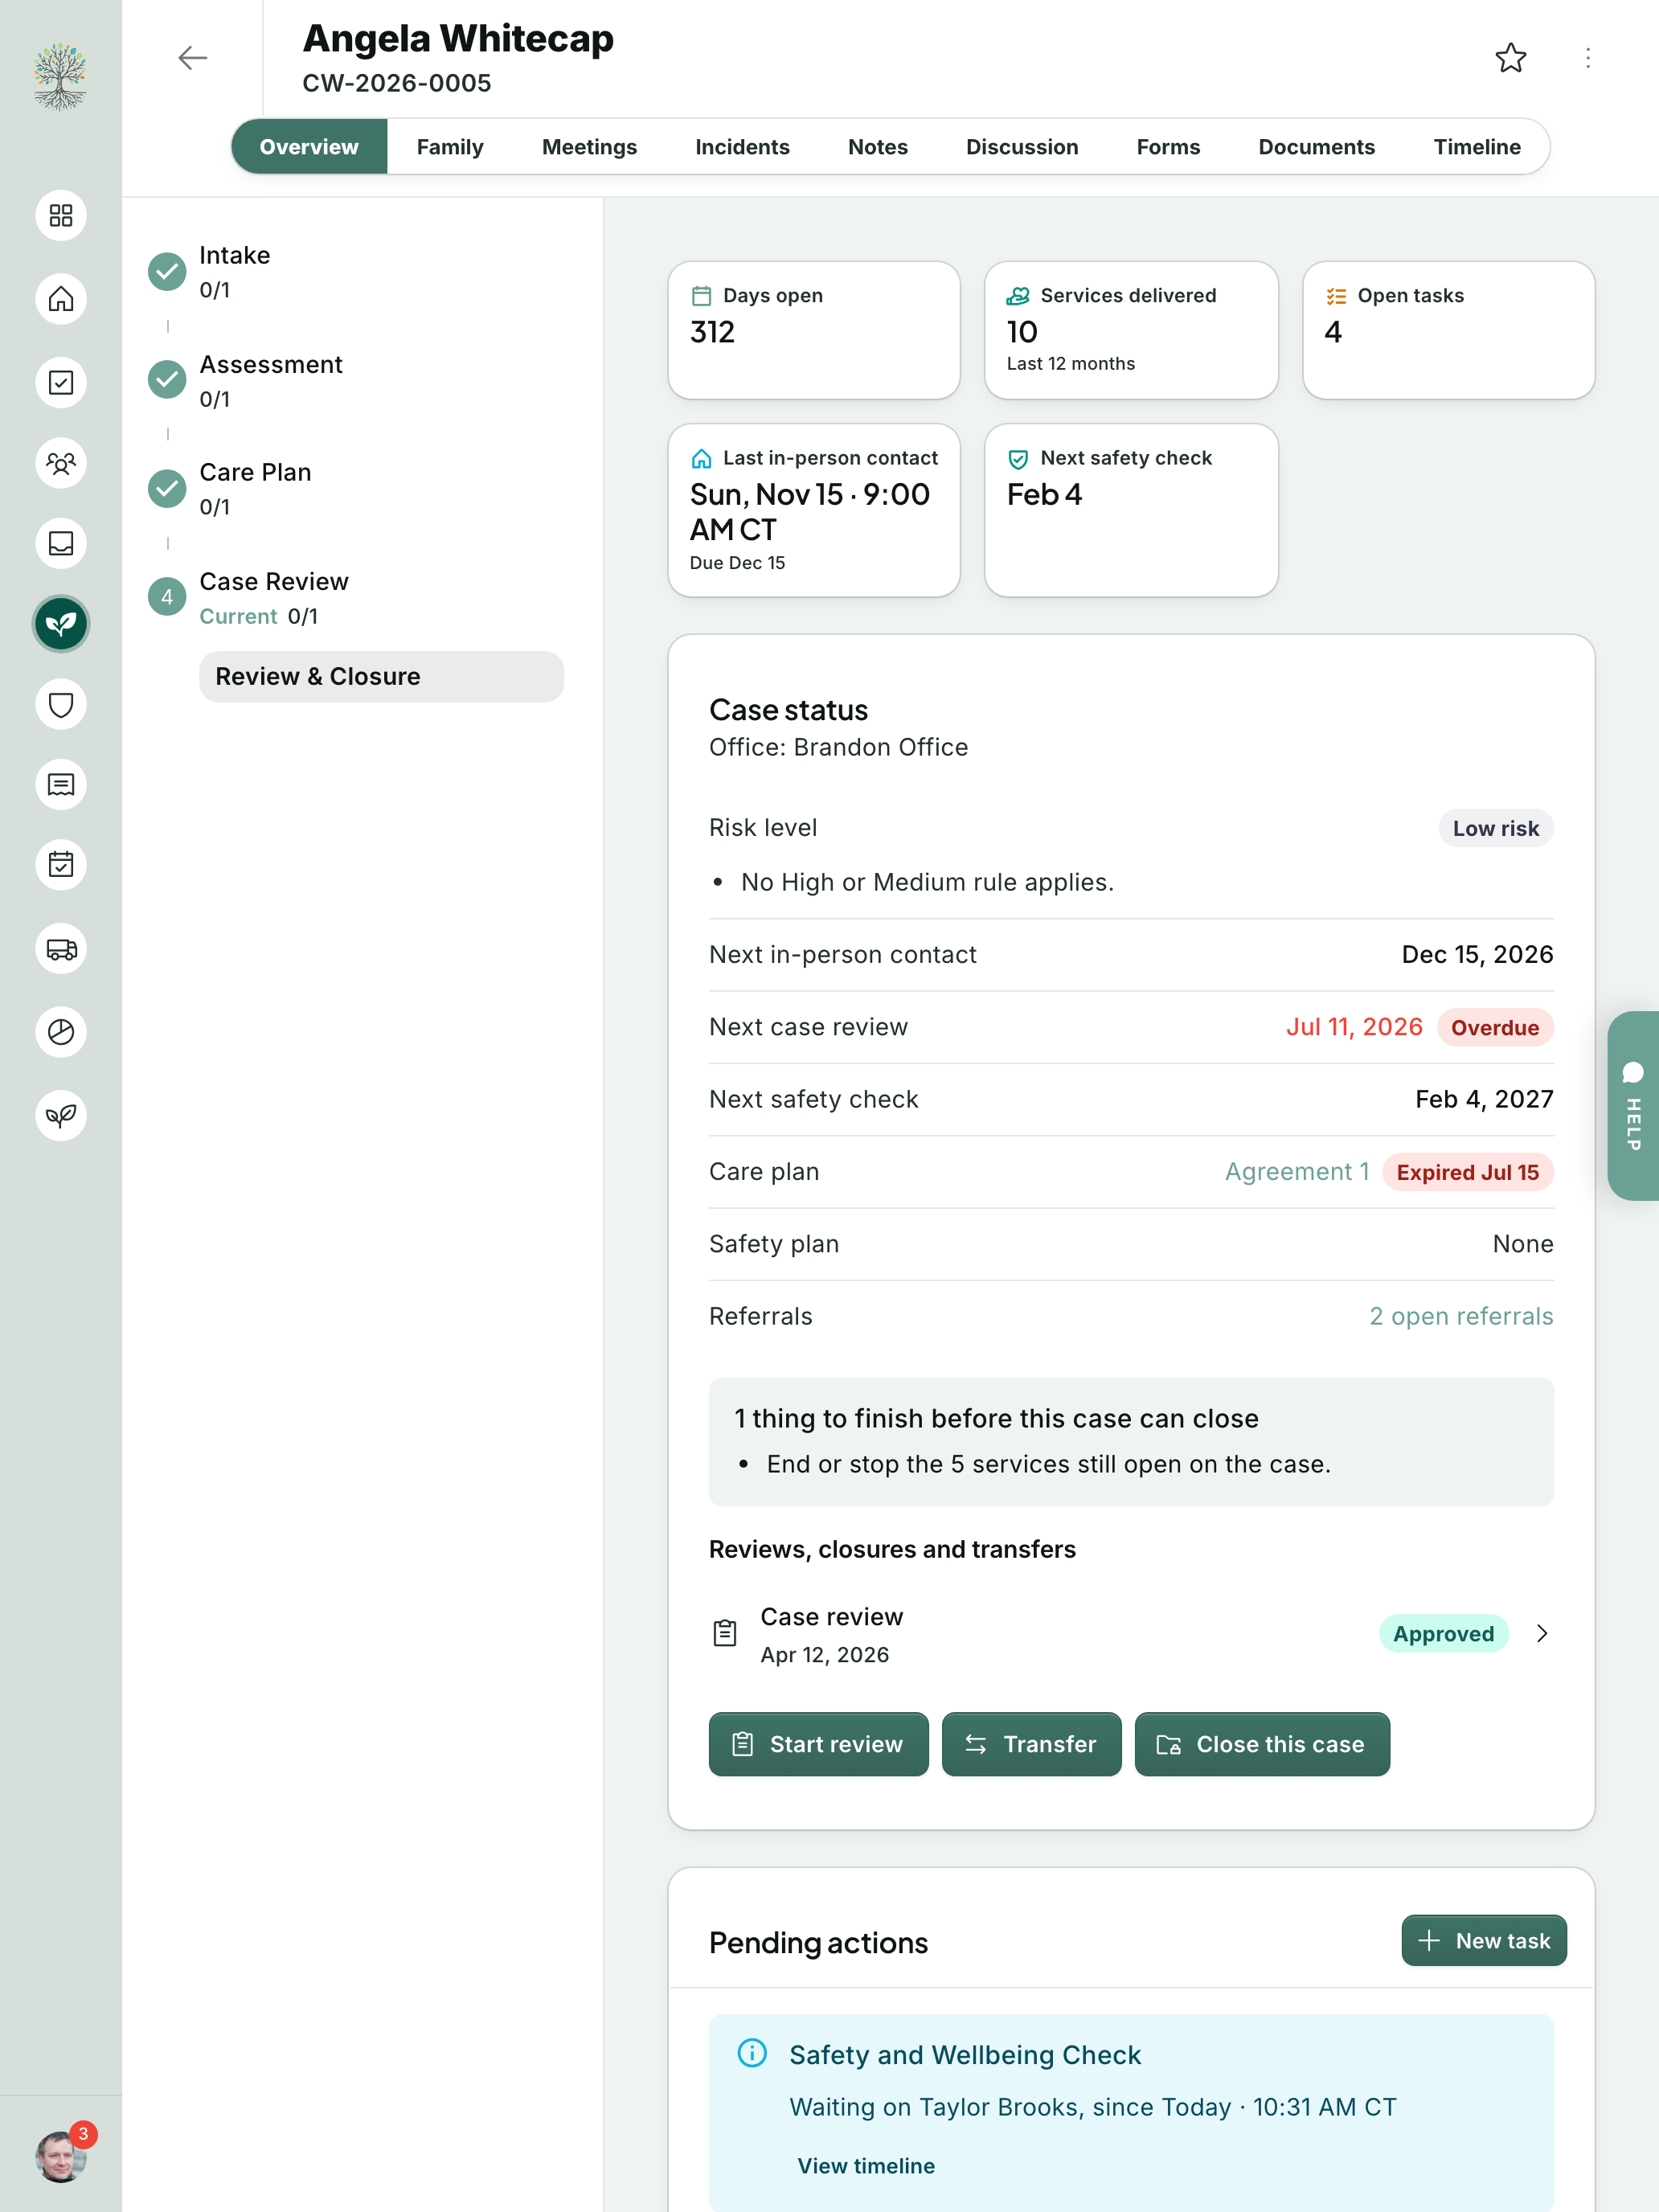 Angela Whitecap
CW-2026-0005
Overview
Family
Meetings
Incidents
Notes
Discussion
Forms
Documents
Timeline
Intake
0/1
Assessment
0/1
Care Plan
0/1
4
Case Review
Current 0/1
Review & Closure
Days open
312
Services delivered
10
Last 12 months
Open tasks
4
Last in-person contact
Sun, Nov 15 · 9:00
AM CT
Due Dec 15
Next safety check
Feb 4
Case status
Office: Brandon Office
Risk level
Low risk
• No High or Medium rule applies.
Next in-person contact
Dec 15, 2026
Next case review
Jul 11, 2026 Overdue
Next safety check
Feb 4, 2027
Care plan
Agreement 1 Expired Jul 15
Safety plan
None
Referrals
2 open referrals
1 thing to finish before this case can close
• End or stop the 5 services still open on the case.
Reviews, closures and transfers
Case review
Apr 12, 2026
Approved
Start review
Transfer
Close this case
Pending actions
New task
Safety and Wellbeing Check
Waiting on Taylor Brooks, since Today · 10:31 AM CT
View timeline
HELP
3